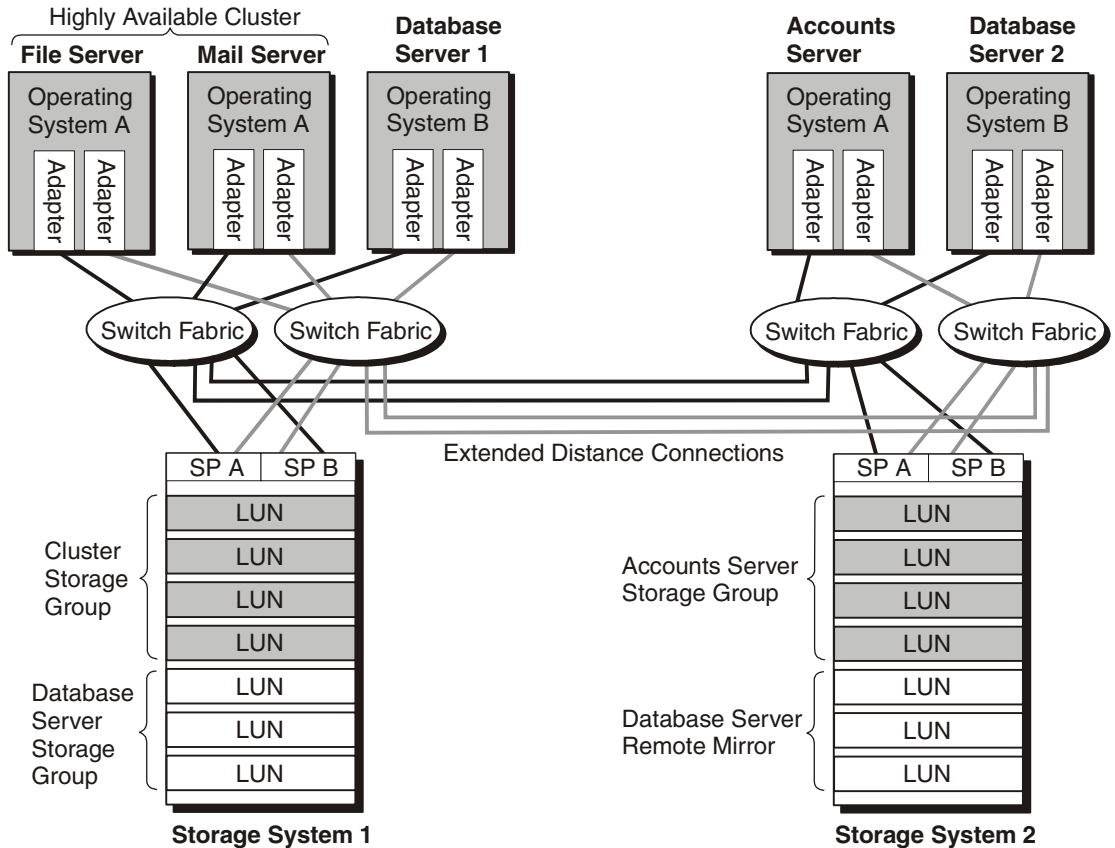 Highly Available Cluster
File Server
Mail Server
Database
Server 1
Accounts
Server
Database
Server 2
Operating
System A
Operating
System A
Operating
System B
Operating
System A
Operating
System B
Adapter
Adapter
Adapter
Adapter
Adapter
Adapter
Adapter
Adapter
Adapter
Adapter
Switch Fabric
Switch Fabric
Switch Fabric
Switch Fabric
Extended Distance Connections
SP A
SP B
LUN
LUN
LUN
LUN
LUN
LUN
LUN
Cluster
Storage
Group
Database
Server
Storage
Group
Storage System 1
SP A
SP B
LUN
LUN
LUN
LUN
LUN
LUN
LUN
Accounts Server
Storage Group
Database Server
Remote Mirror
Storage System 2